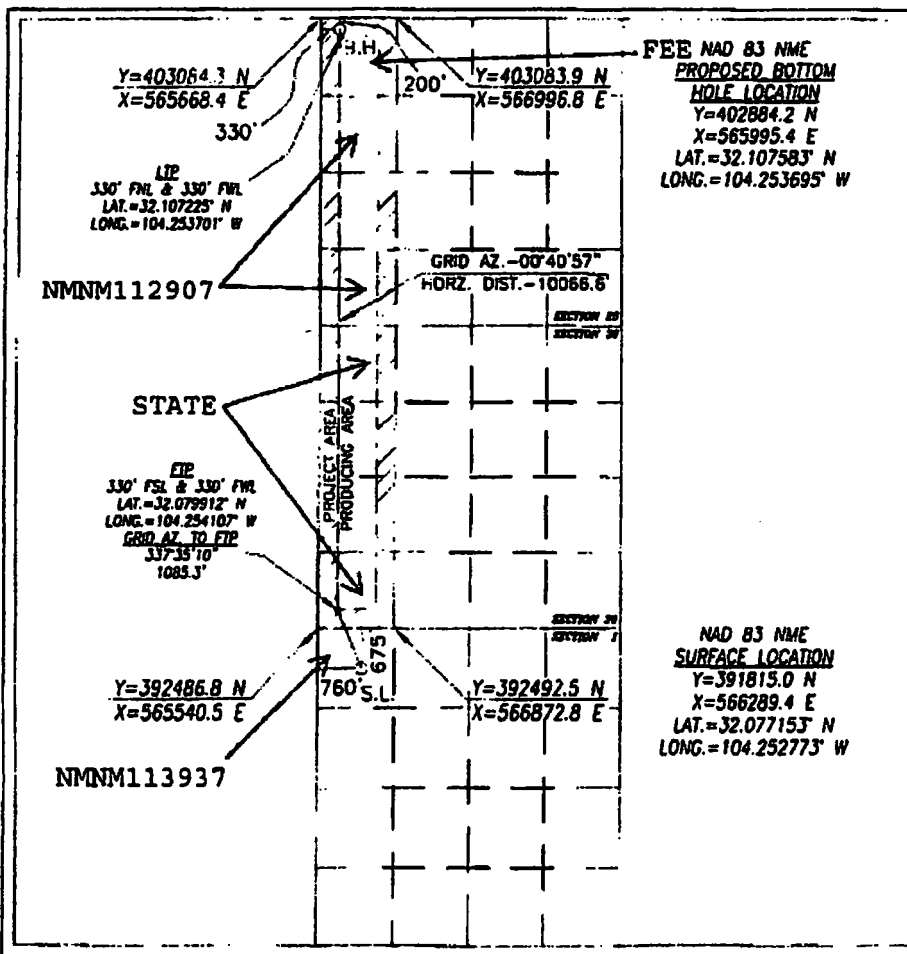 FEE NAD 83 NME
PROPOSED BOTTOM
HOLE LOCATION
Y=402884.2 N
X=565995.4 E
LAT.=32.107583° N
LONG.=104.253695° W
B.H.
Y=403084.3 N
X=565668.4 E
200'
Y=403083.9 N
X=566996.8 E
330'
LTP
330' FNL & 330' FWL
LAT.=32.107225° N
LONG.=104.253701° W
NMNM112907
GRID AZ.-00°40'57"
HORZ. DIST.-10066.6'
STATE
PROJECT AREA
PRODUCING AREA
FTP
330' FSL & 330' FWL
LAT.=32.079912° N
LONG.=104.254107° W
GRID AZ. TO FTP
337°35'10"
1085.3'
675'
760'
S.L.
Y=392486.8 N
X=565540.5 E
Y=392492.5 N
X=566872.8 E
NAD 83 NME
SURFACE LOCATION
Y=391815.0 N
X=566289.4 E
LAT.=32.077153° N
LONG.=104.252773° W
NMNM113937